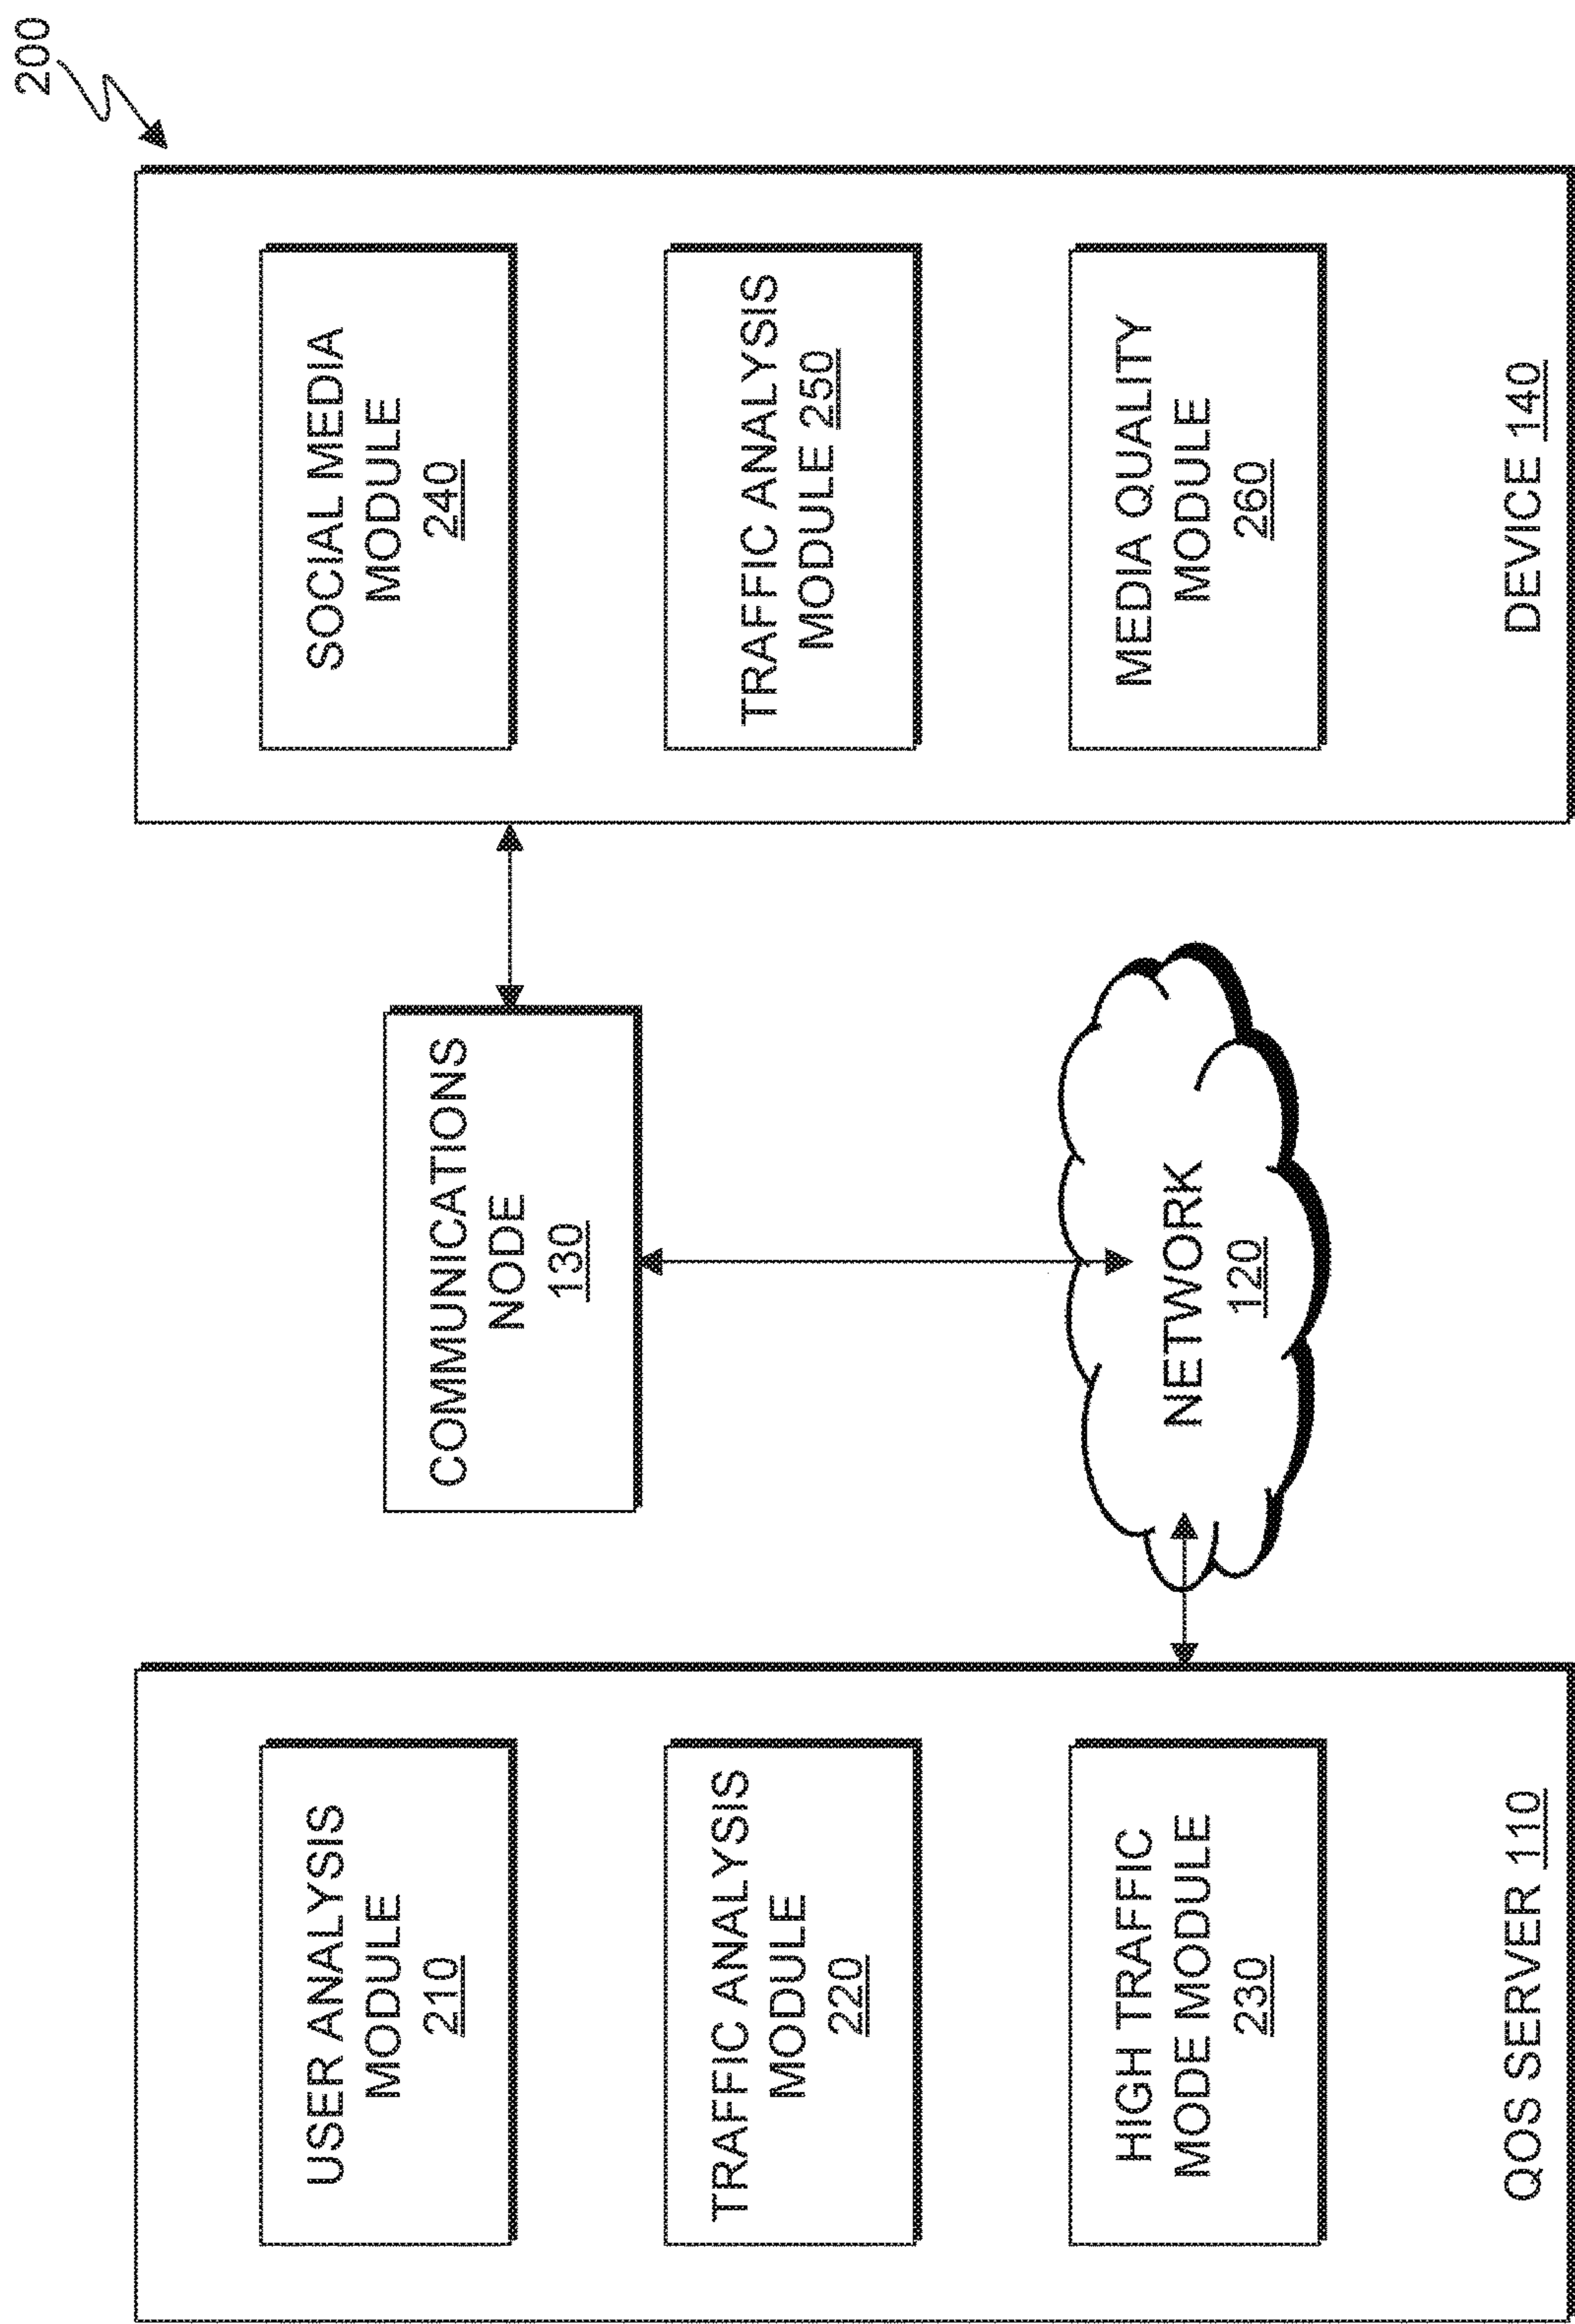 200
USER ANALYSIS
MODULE
210
TRAFFIC ANALYSIS
MODULE
220
HIGH TRAFFIC
MODE MODULE
230
QOS SERVER 110
COMMUNICATIONS
NODE
130
NETWORK
120
SOCIAL MEDIA
MODULE
240
TRAFFIC ANALYSIS
MODULE 250
MEDIA QUALITY
MODULE
260
DEVICE 140